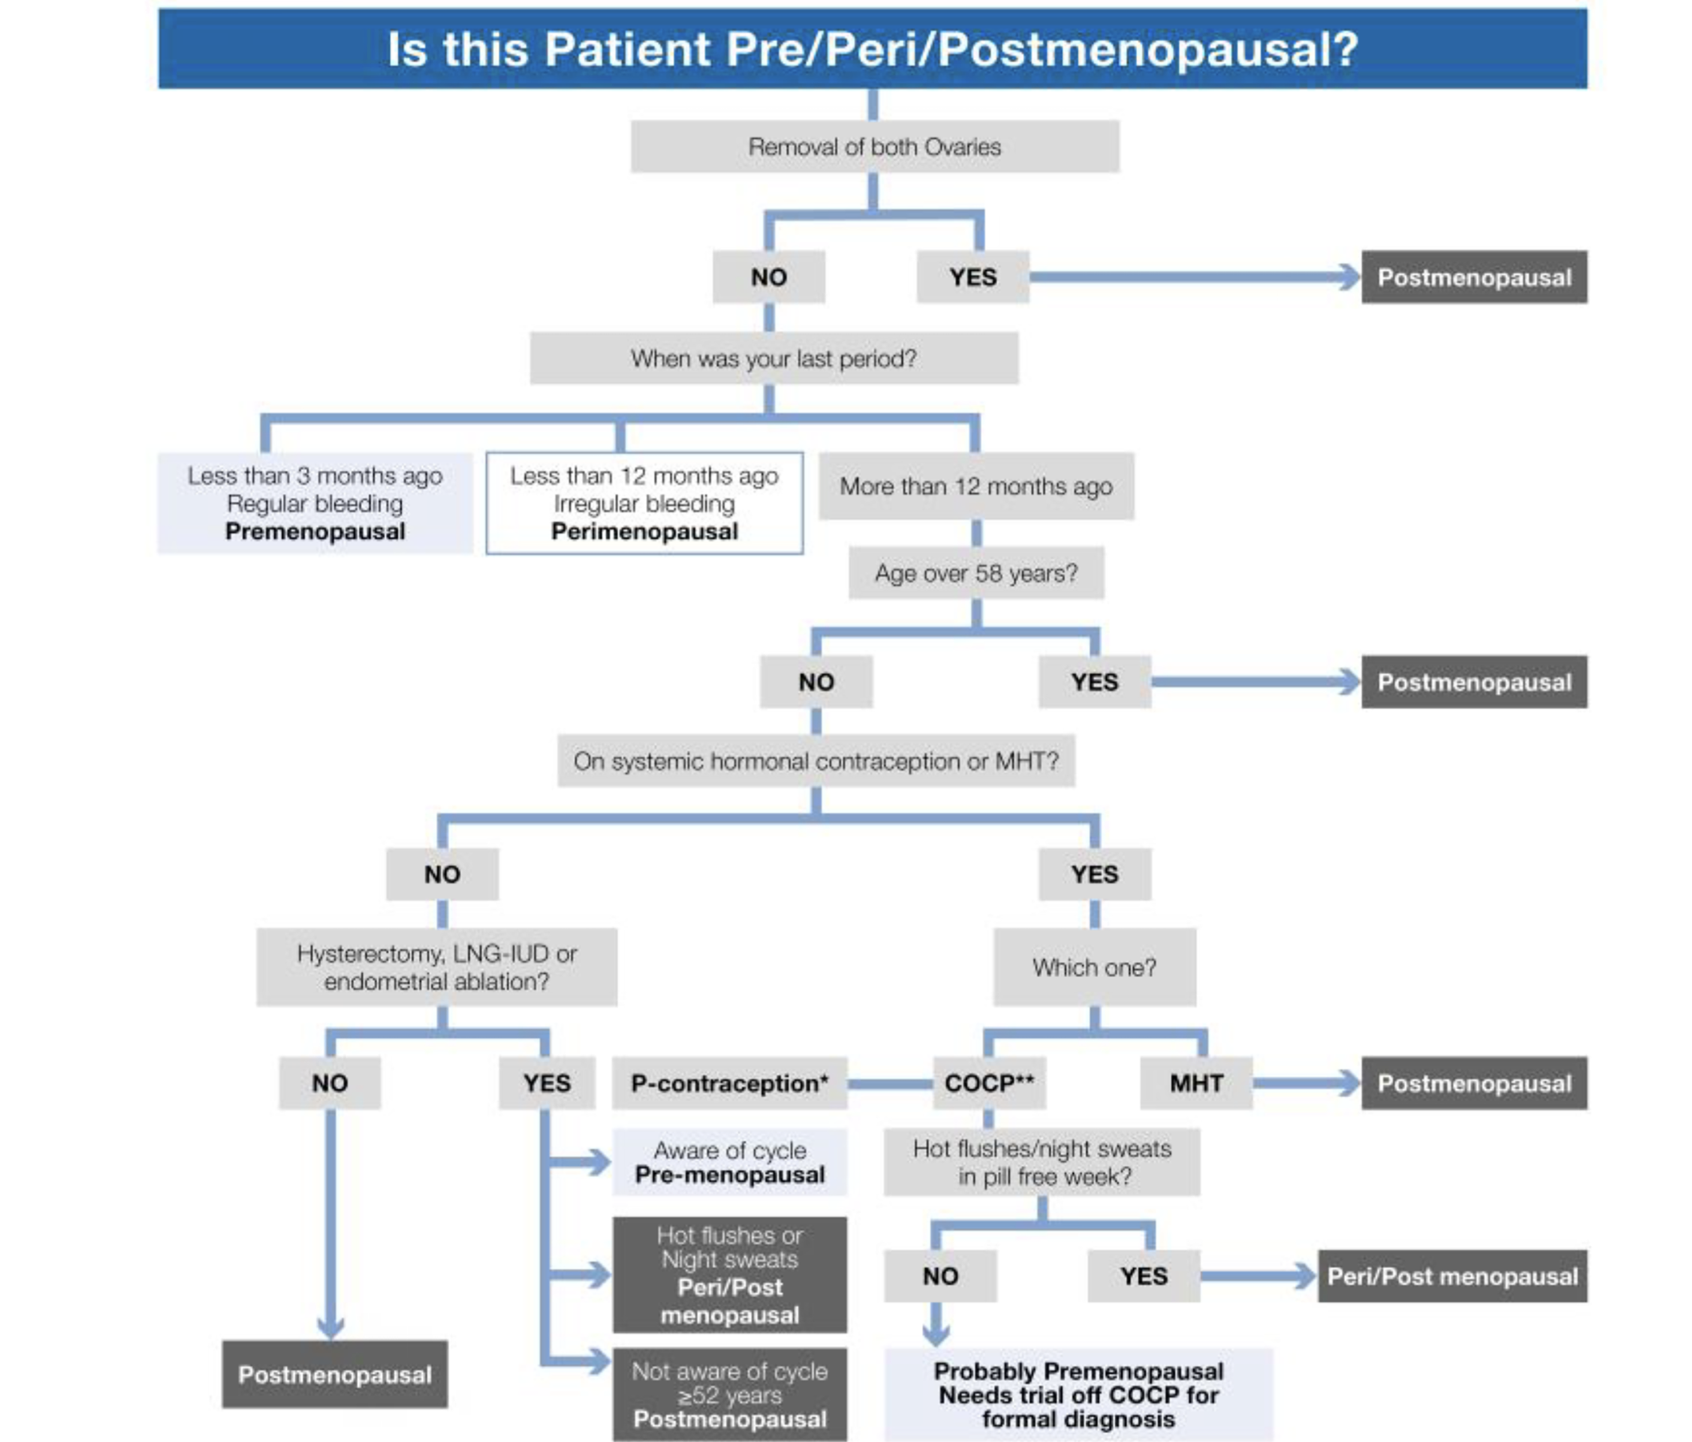 Is this Patient Pre/Peri/Postmenopausal?
Removal of both Ovaries
NO
YES
Postmenopausal
When was your last period?
Less than 3 months ago
Regular bleeding
Premenopausal
Less than 12 months ago
Irregular bleeding
Perimenopausal
More than 12 months ago
Age over 58 years?
NO
YES
Postmenopausal
On systemic hormonal contraception or MHT?
NO
YES
Hysterectomy, LNG-IUD or
endometrial ablation?
Which one?
NO
YES
P-contraception*
COCP**
MHT
Postmenopausal
Aware of cycle
Pre-menopausal
Hot flushes/night sweats
in pill free week?
Hot flushes or
Night sweats
Peri/Post
menopausal
NO
YES
Peri/Post menopausal
Postmenopausal
Not aware of cycle
≥52 years
Postmenopausal
Probably Premenopausal
Needs trial off COCP for
formal diagnosis